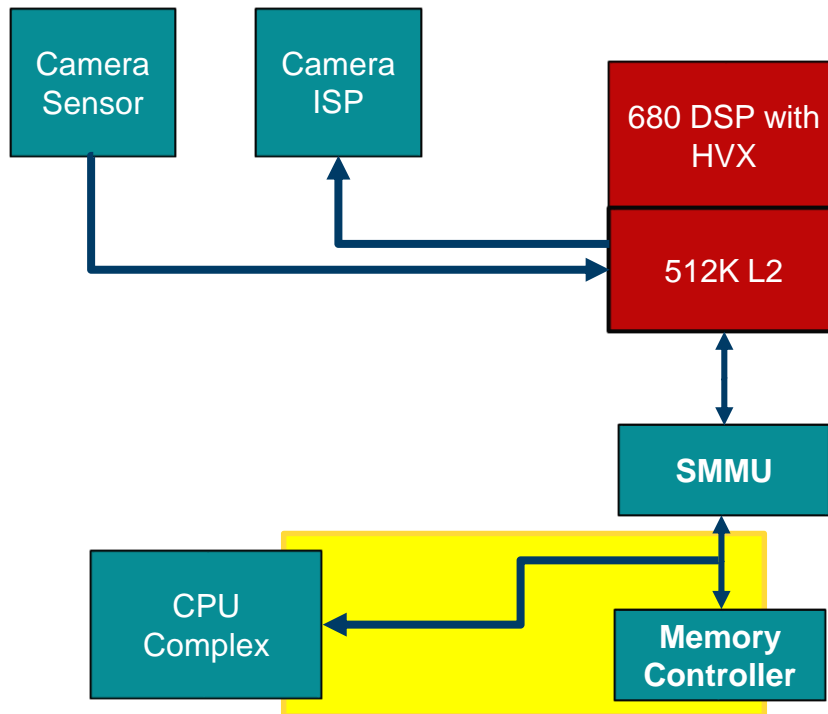 Camera
Sensor
Camera
ISP
680 DSP with
HVX
512K L2
SMMU
CPU
Complex
Memory
Controller